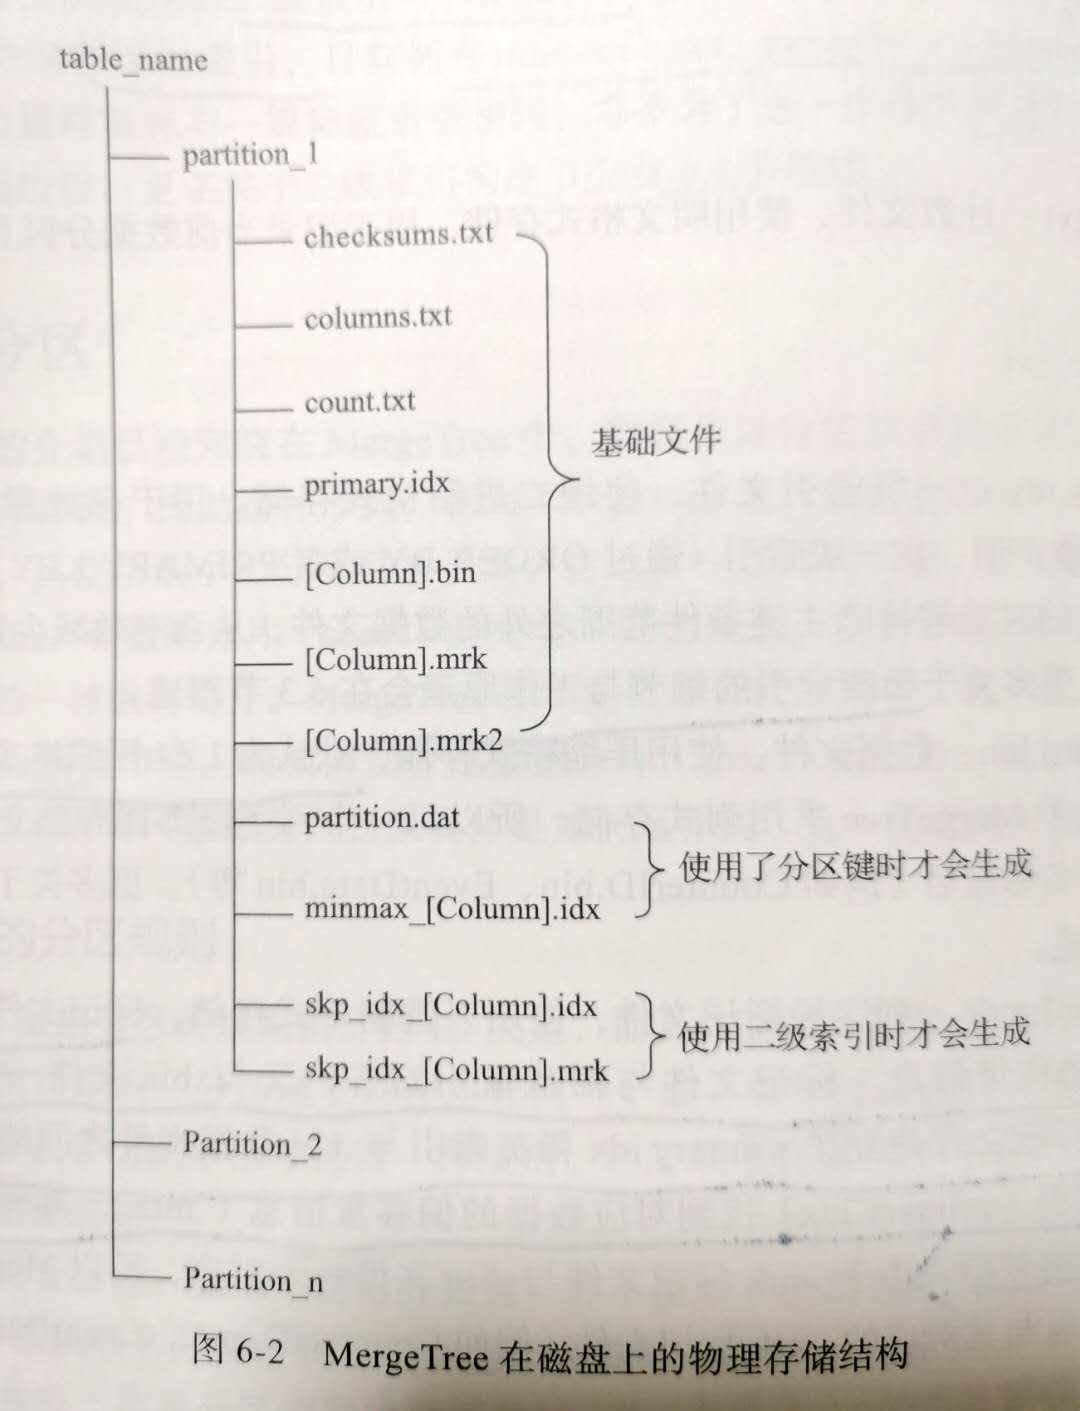 table_name
partition_1
checksums.txt
columns.txt
count.txt
基础文件
primary.idx
[Column].bin
[Column].mrk
[Column].mrk2
partition.dat
使用了分区键时才会生成
minmax_[Column].idx
skp_idx_[Column].idx
使用二级索引时才会生成
skp_idx_[Column].mrk
Partition_2
Partition_n
图 6-2 MergeTree 在磁盘上的物理存储结构